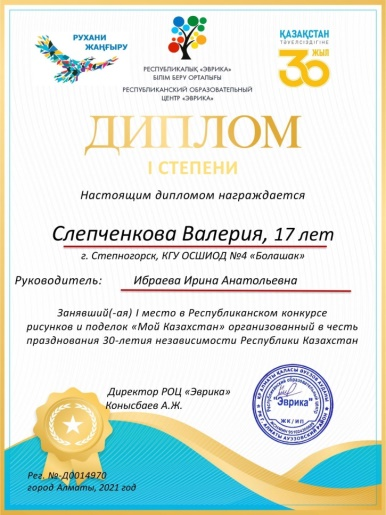 РУХАНИ
ЖАҢҒЫРУ
ҚАЗАҚСТАН
ТӘУЕЛСІЗДІГІНЕ
30 ЖЫЛ
РЕСПУБЛИКАЛЫҚ «ЭВРИКА»
БІЛІМ БЕРУ ОРТАЛЫҒЫ
РЕСПУБЛИКАНСКИЙ ОБРАЗОВАТЕЛЬНЫЙ
ЦЕНТР «ЭВРИКА»
ДИПЛОМ
I СТЕПЕНИ
Настоящим дипломом награждается
Слепченкова Валерия, 17 лет
г. Степногорск, КГУ ОСШИОД №4 «Болашак»
Руководитель: Ибраева Ирина Анатольевна
Занявший(-ая) I место в Республиканском конкурсе
рисунков и поделок «Мой Казахстан» организованный в честь
празднования 30-летия независимости Республики Казахстан
Директор РОЦ «Эврика»
Конысбаев А.Ж.
"Эврика"
ЖК/ИП
Рег. №-Д0014970
город Алматы, 2021 год